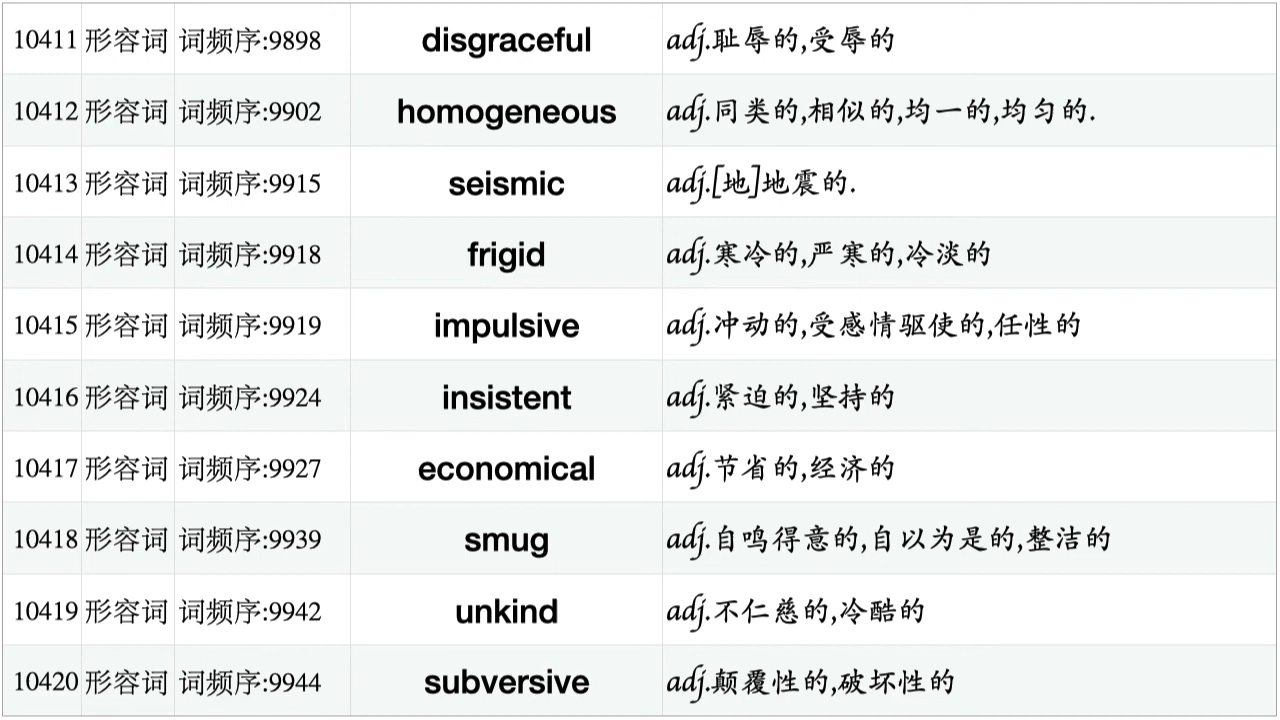 10411 形容词 词频序:9898 disgraceful adj.耻辱的,受辱的
10412 形容词 词频序:9902 homogeneous adj.同类的,相似的,均一的,均匀的.
10413 形容词 词频序:9915 seismic adj.[地]地震的.
10414 形容词 词频序:9918 frigid adj.寒冷的,严寒的,冷淡的
10415 形容词 词频序:9919 impulsive adj.冲动的,受感情驱使的,任性的
10416 形容词 词频序:9924 insistent adj.紧迫的,坚持的
10417 形容词 词频序:9927 economical adj.节省的,经济的
10418 形容词 词频序:9939 smug adj.自鸣得意的,自以为是的,整洁的
10419 形容词 词频序:9942 unkind adj.不仁慈的,冷酷的
10420 形容词 词频序:9944 subversive adj.颠覆性的,破坏性的